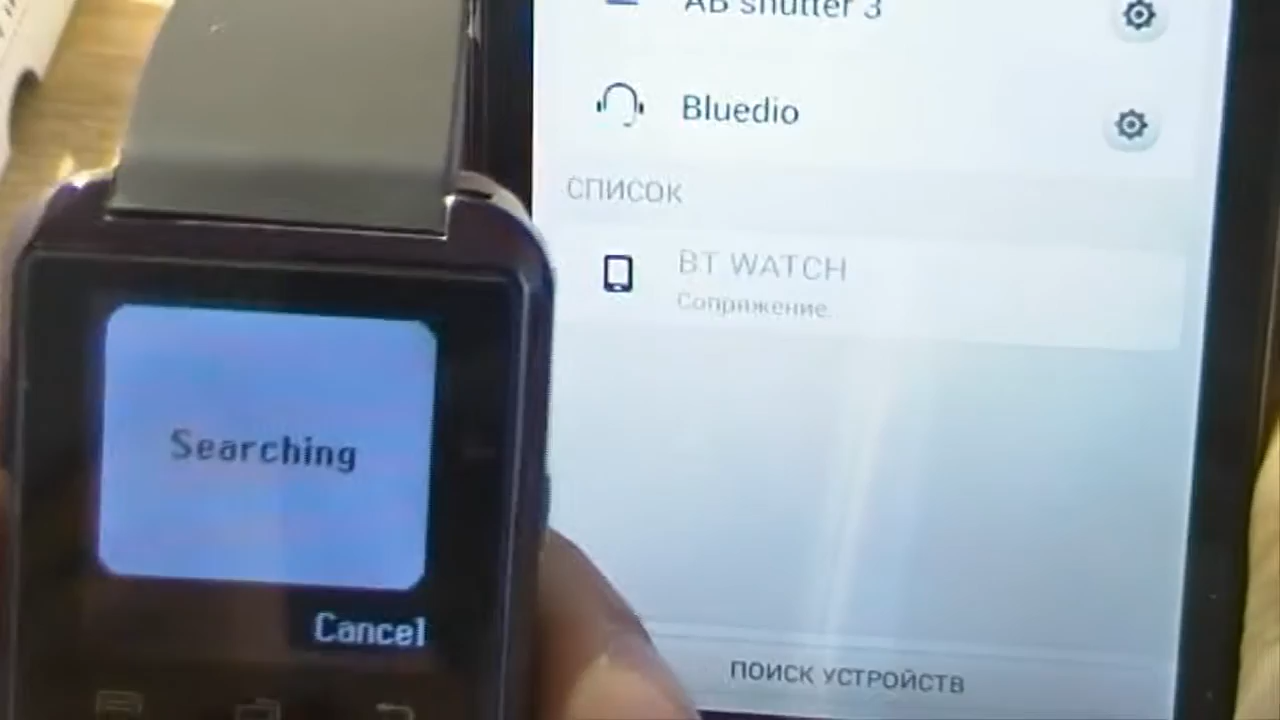 AB shutter 3
Bluedio
СПИСОК
BT WATCH
Сопряжение.
ПОИСК УСТРОЙСТВ
Searching
Cancel